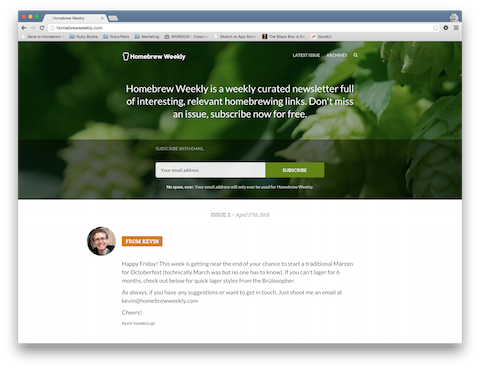 Homebrew Weekly
homebrewweekly.com
Save to Homebrew
Ruby Books
Ruby/Rails
Marketing
Sketch to App Store
The Black Box is
Homebrew Weekly
LATEST ISSUE
ARCHIVES
Homebrew Weekly is a weekly curated newsletter full
of interesting, relevant homebrewing links. Don't miss
an issue, subscribe now for free.
SUBSCRIBE WITH EMAIL
Your email address
SUBSCRIBE
No spam, ever. Your email address will only ever be used for Homebrew Weekly.
ISSUE 2 - April 17th, 2015
FROM KEVIN
Happy Friday! This week is getting near the end of your chance to start a traditional Märzen
for Octoberfest (technically March was but no one has to know). If you can't lager for 6
months, check out below for quick lager styles from the Brülosopher.
As always, if you have any suggestions or want to get in touch. Just shoot me an email at
kevin@homebrewweekly.com
Cheers!
Kevin VanderLugt